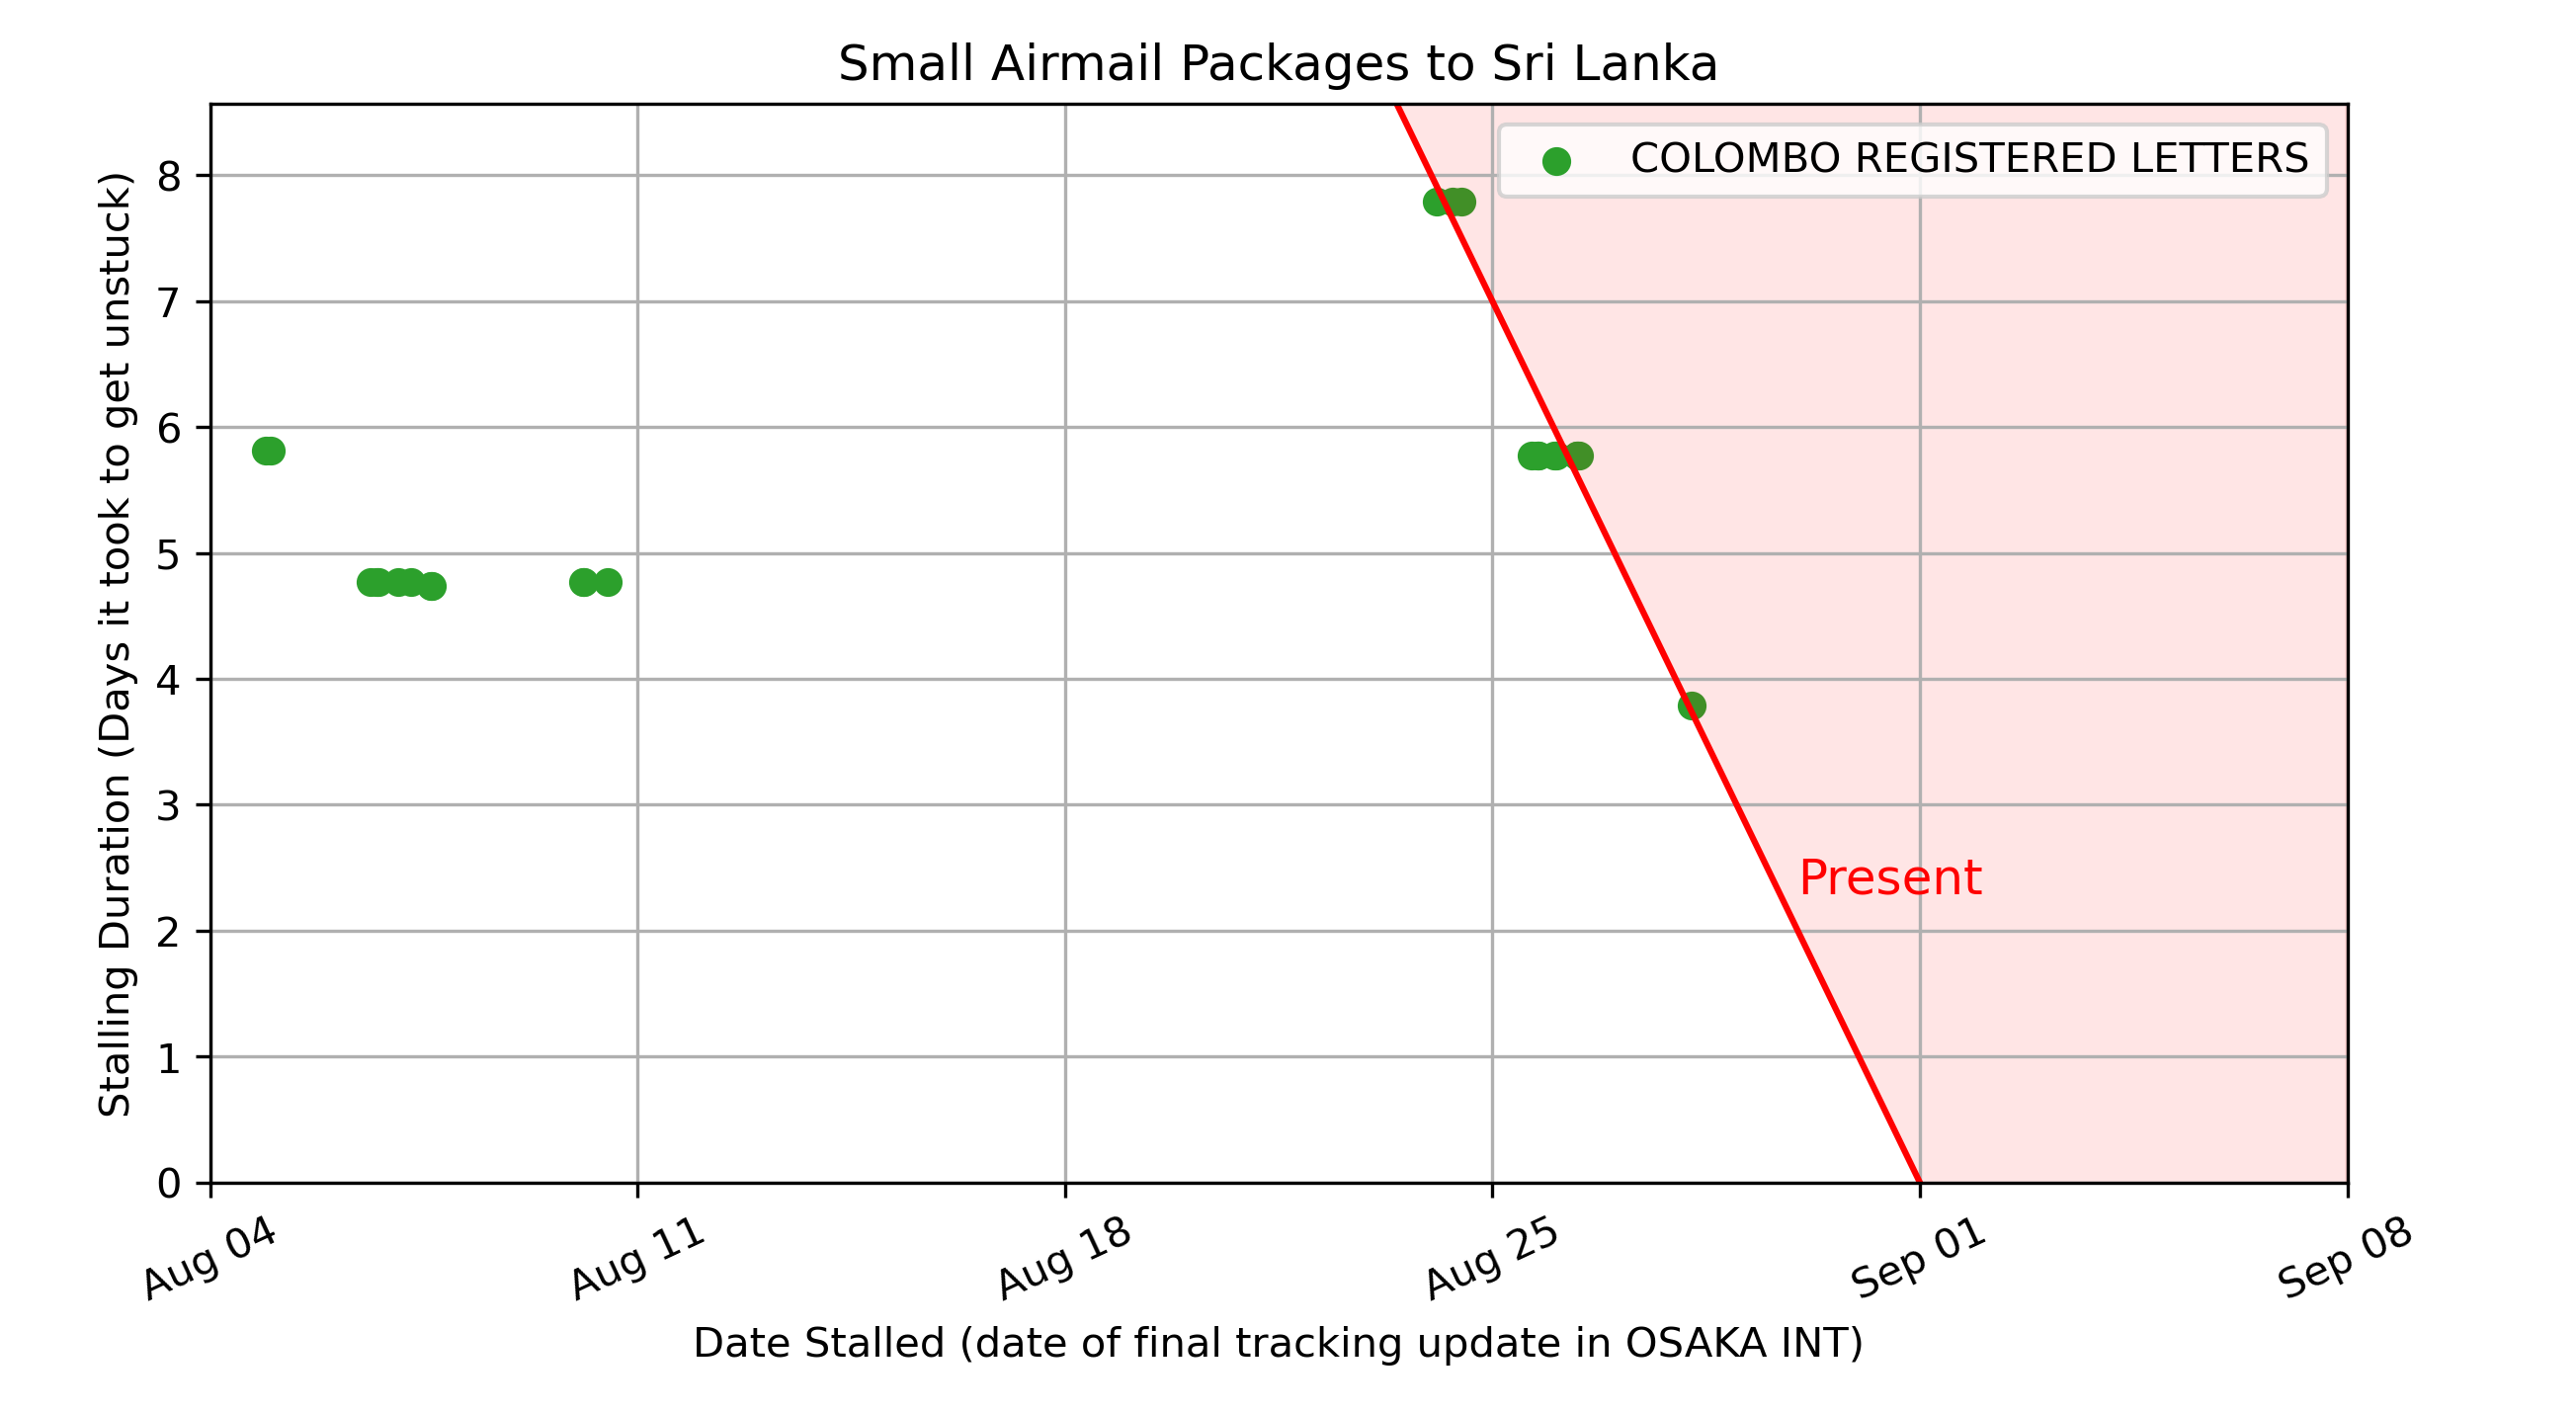 Small Airmail Packages to Sri Lanka
COLOMBO REGISTERED LETTERS
Stalling Duration (Days it took to get unstuck)
8
7
6
5
4
3
2
1
0
Present
Aug 04
Aug 11
Aug 18
Aug 25
Sep 01
Sep 08
Date Stalled (date of final tracking update in OSAKA INT)